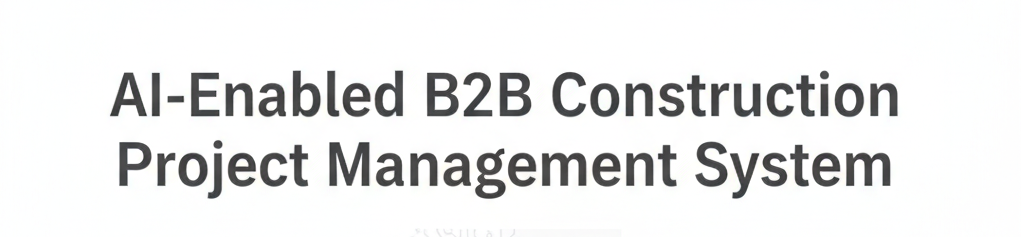 AI-Enabled B2B Construction
Project Management System